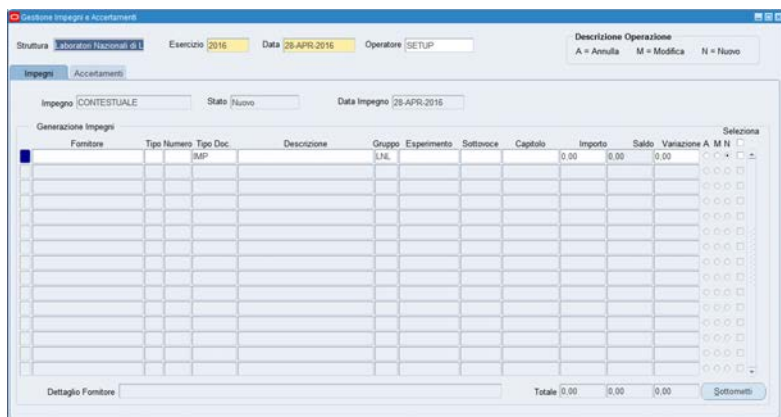 Gestione Impegni e Accertamenti
Struttura Laboratori Nazionali di L Esercizio 2016 Data 28-APR-2016 Operatore SETUP
Descrizione Operazione
A = Annulla M = Modifica N = Nuovo
Impegni Accertamenti
Impegno CONTESTUALE Stato Nuovo Data Impegno 28-APR-2016
Generazione Impegni
Seleziona
Fornitore Tipo Numero Tipo Doc. Descrizione Gruppo Esperimento Sottovoce Capitolo Importo Saldo Variazione A M N
IMP LNL 0,00 0,00 0,00
Dettaglio Fornitore Totale 0,00 0,00 0,00 Sottometti